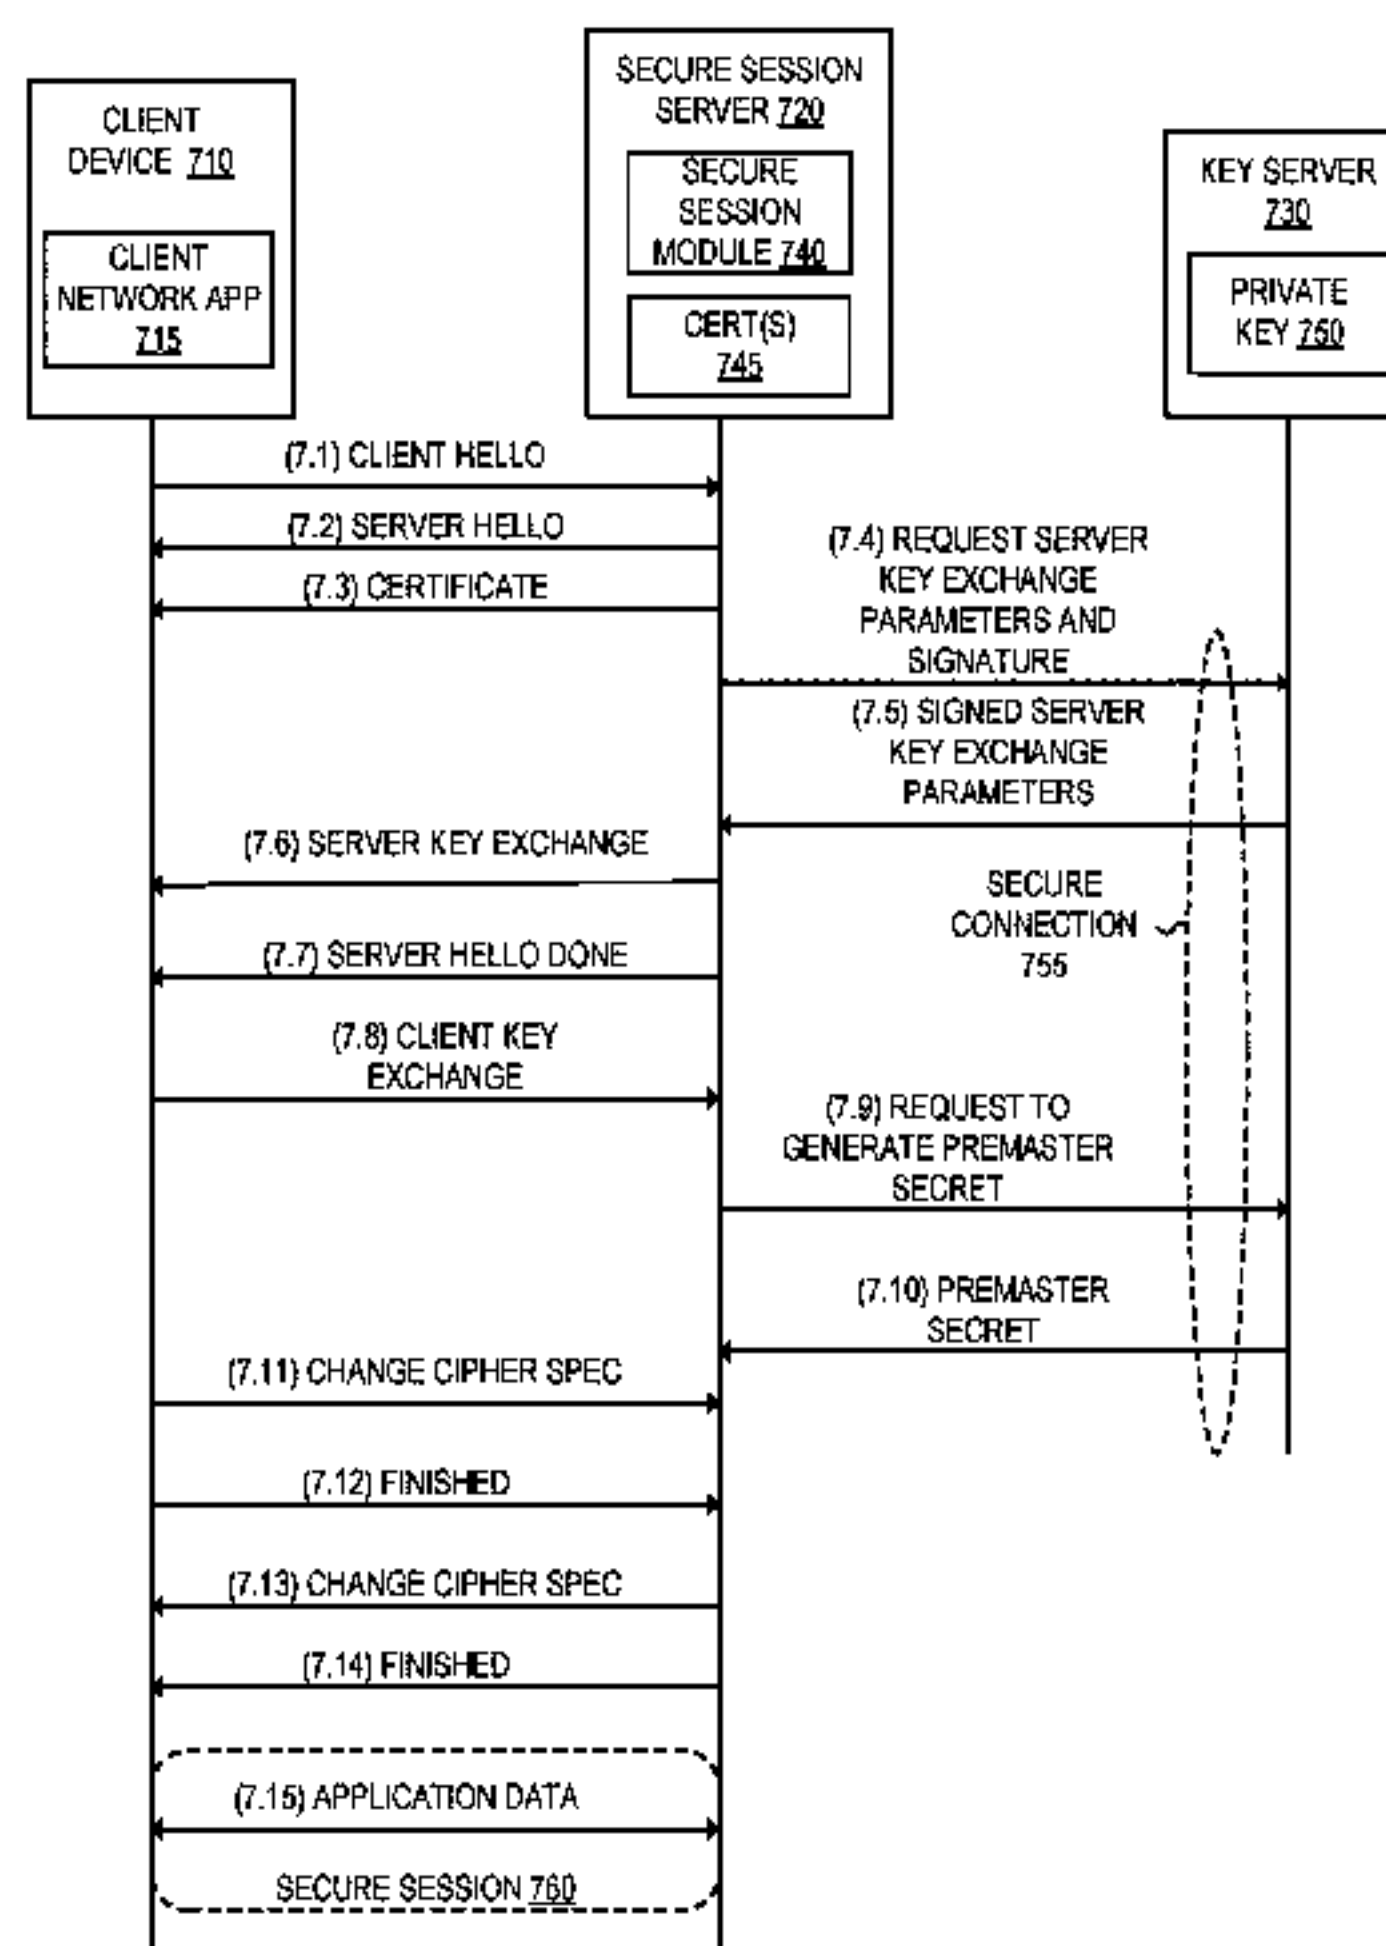 CLIENT
DEVICE 710
CLIENT
NETWORK APP
715
SECURE SESSION
SERVER 720
SECURE
SESSION
MODULE 740
CERT(S)
745
KEY SERVER
730
PRIVATE
KEY 750
(7.1) CLIENT HELLO
(7.2) SERVER HELLO
(7.3) CERTIFICATE
(7.4) REQUEST SERVER
KEY EXCHANGE
PARAMETERS AND
SIGNATURE
(7.5) SIGNED SERVER
KEY EXCHANGE
PARAMETERS
(7.6) SERVER KEY EXCHANGE
SECURE
CONNECTION
755
(7.7) SERVER HELLO DONE
(7.8) CLIENT KEY
EXCHANGE
(7.9) REQUEST TO
GENERATE PREMASTER
SECRET
(7.10) PREMASTER
SECRET
(7.11) CHANGE CIPHER SPEC
(7.12) FINISHED
(7.13) CHANGE CIPHER SPEC
(7.14) FINISHED
(7.15) APPLICATION DATA
SECURE SESSION 760